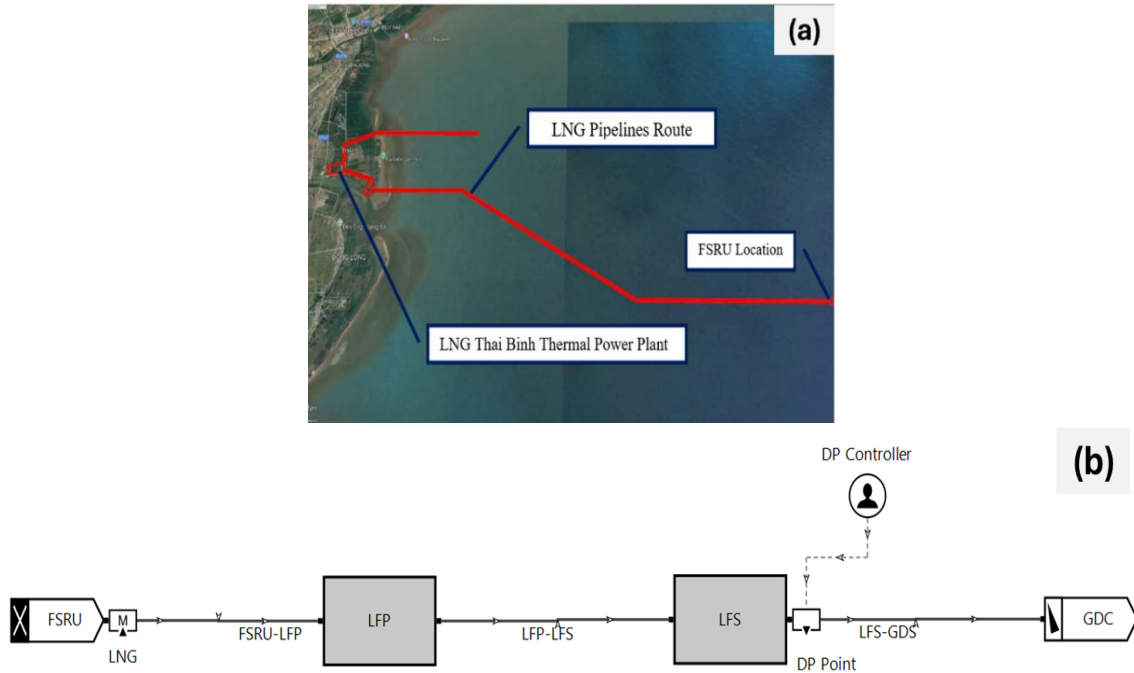 (a)
LNG Pipelines Route
FSRU Location
LNG Thai Binh Thermal Power Plant
(b)
DP Controller
FSRU
M
LNG
FSRU-LFP
LFP
LFP-LFS
LFS
DP Point
LFS-GDS
GDC